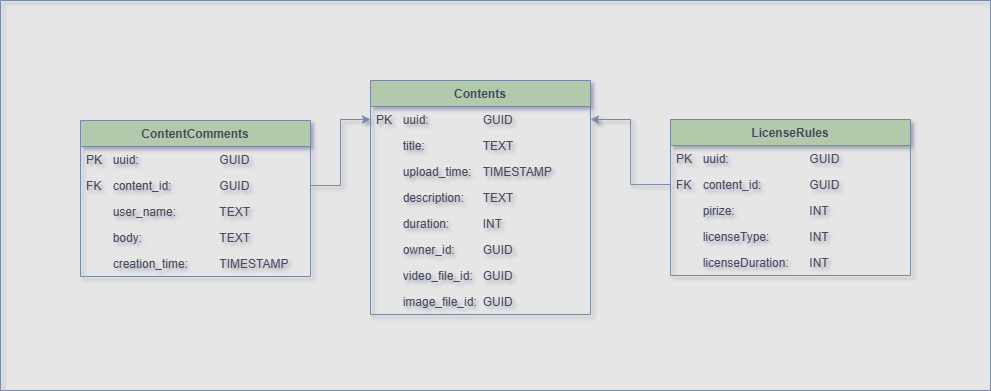 ContentComments
PK uuid: GUID
FK content_id: GUID
user_name: TEXT
body: TEXT
creation_time: TIMESTAMP
Contents
PK uuid: GUID
title: TEXT
upload_time: TIMESTAMP
description: TEXT
duration: INT
owner_id: GUID
video_file_id: GUID
image_file_id: GUID
LicenseRules
PK uuid: GUID
FK content_id: GUID
pirize: INT
licenseType: INT
licenseDuration: INT